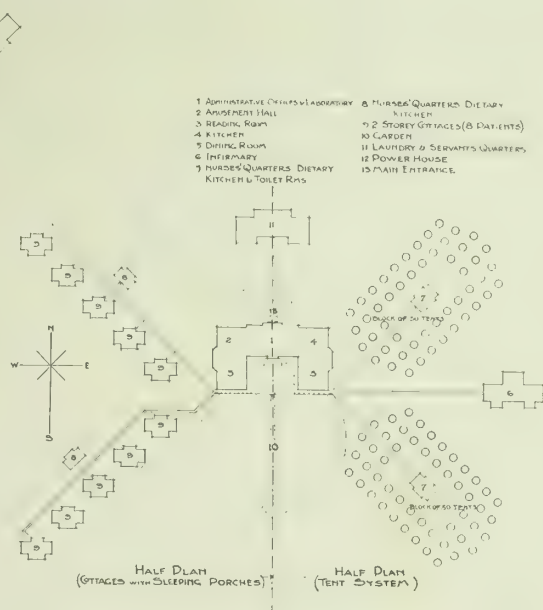 1 ADMINISTRATIVE OFFICES & LABORATORY
2 AMUSEMENT HALL
3 READING ROOM
4 KITCHEN
5 DINING ROOM
6 INFIRMARY
7 NURSES' QUARTERS DIETARY
KITCHEN & TOILET RMS
8 NURSES' QUARTERS DIETARY
KITCHEN
9 2 STOREY COTTAGES (8 PATIENTS)
10 GARDEN
11 LAUNDRY & SERVANTS QUARTERS
12 POWER HOUSE
13 MAIN ENTRANCE
11
9
9
8
9
9
9
7
BLOCK OF 50 TENTS
13
2
1
4
N
W
E
S
5
6
9
10
8
9
9
9
9
7
BLOCK OF 50 TENTS
HALF PLAN
(COTTAGES WITH SLEEPING PORCHES)
HALF PLAN
(TENT SYSTEM)